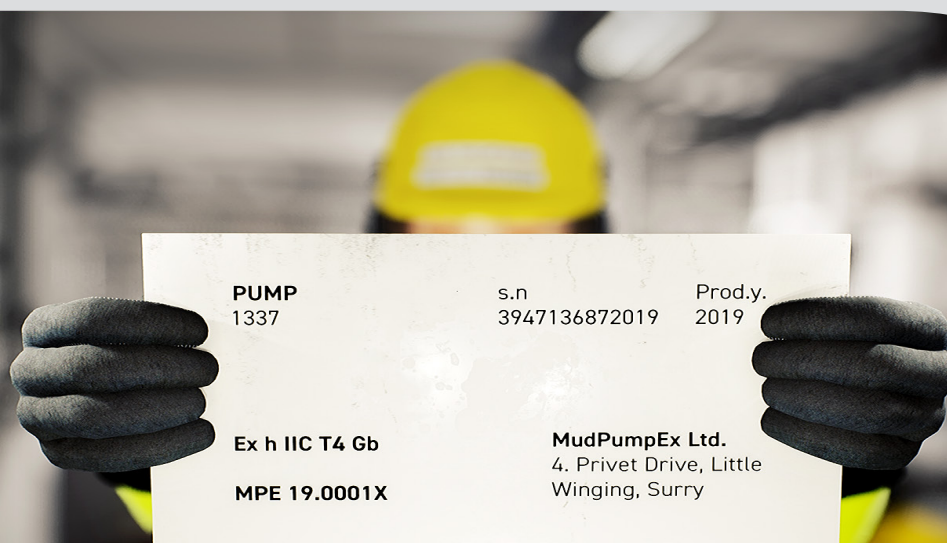 PUMP
1337
s.n
3947136872019
Prod.y.
2019
Ex h IIC T4 Gb
MPE 19.0001X
MudPumpEx Ltd.
4. Privet Drive, Little
Winging, Surry